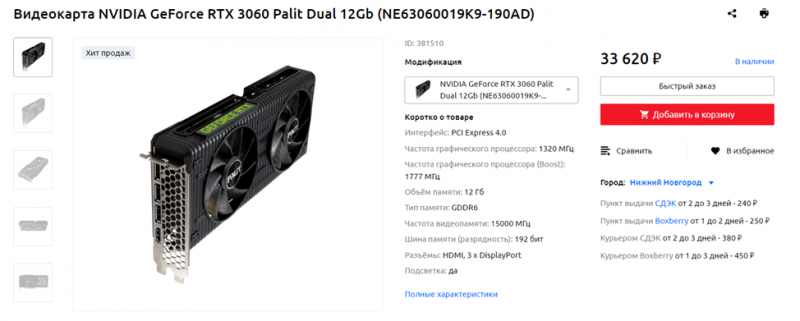 Видеокарта NVIDIA GeForce RTX 3060 Palit Dual 12Gb (NE63060019K9-190AD)
Хит продаж
GEFORCE RTX
PALIT
ID: 381510
Модификация
NVIDIA GeForce RTX 3060 Palit
Dual 12Gb (NE63060019K9-...
Коротко о товаре
Интерфейс: PCI Express 4.0
Частота графического процессора: 1320 МГц
Частота графического процессора (Boost):
1777 МГц
Объём памяти: 12 Гб
Тип памяти: GDDR6
Частота видеопамяти: 15000 МГц
Шина памяти (разрядность): 192 бит
Разъёмы: HDMI, 3 x DisplayPort
Подсветка: да
Полные характеристики
33 620 ₽
В наличии
Быстрый заказ
Добавить в корзину
Сравнить
В избранное
Город: Нижний Новгород
Пункт выдачи СДЭК от 2 до 3 дней - 240 ₽
Пункт выдачи Boxberry от 1 до 2 дней - 250 ₽
Курьером СДЭК от 2 до 3 дней - 380 ₽
Курьером Boxberry от 1 до 3 дней - 450 ₽